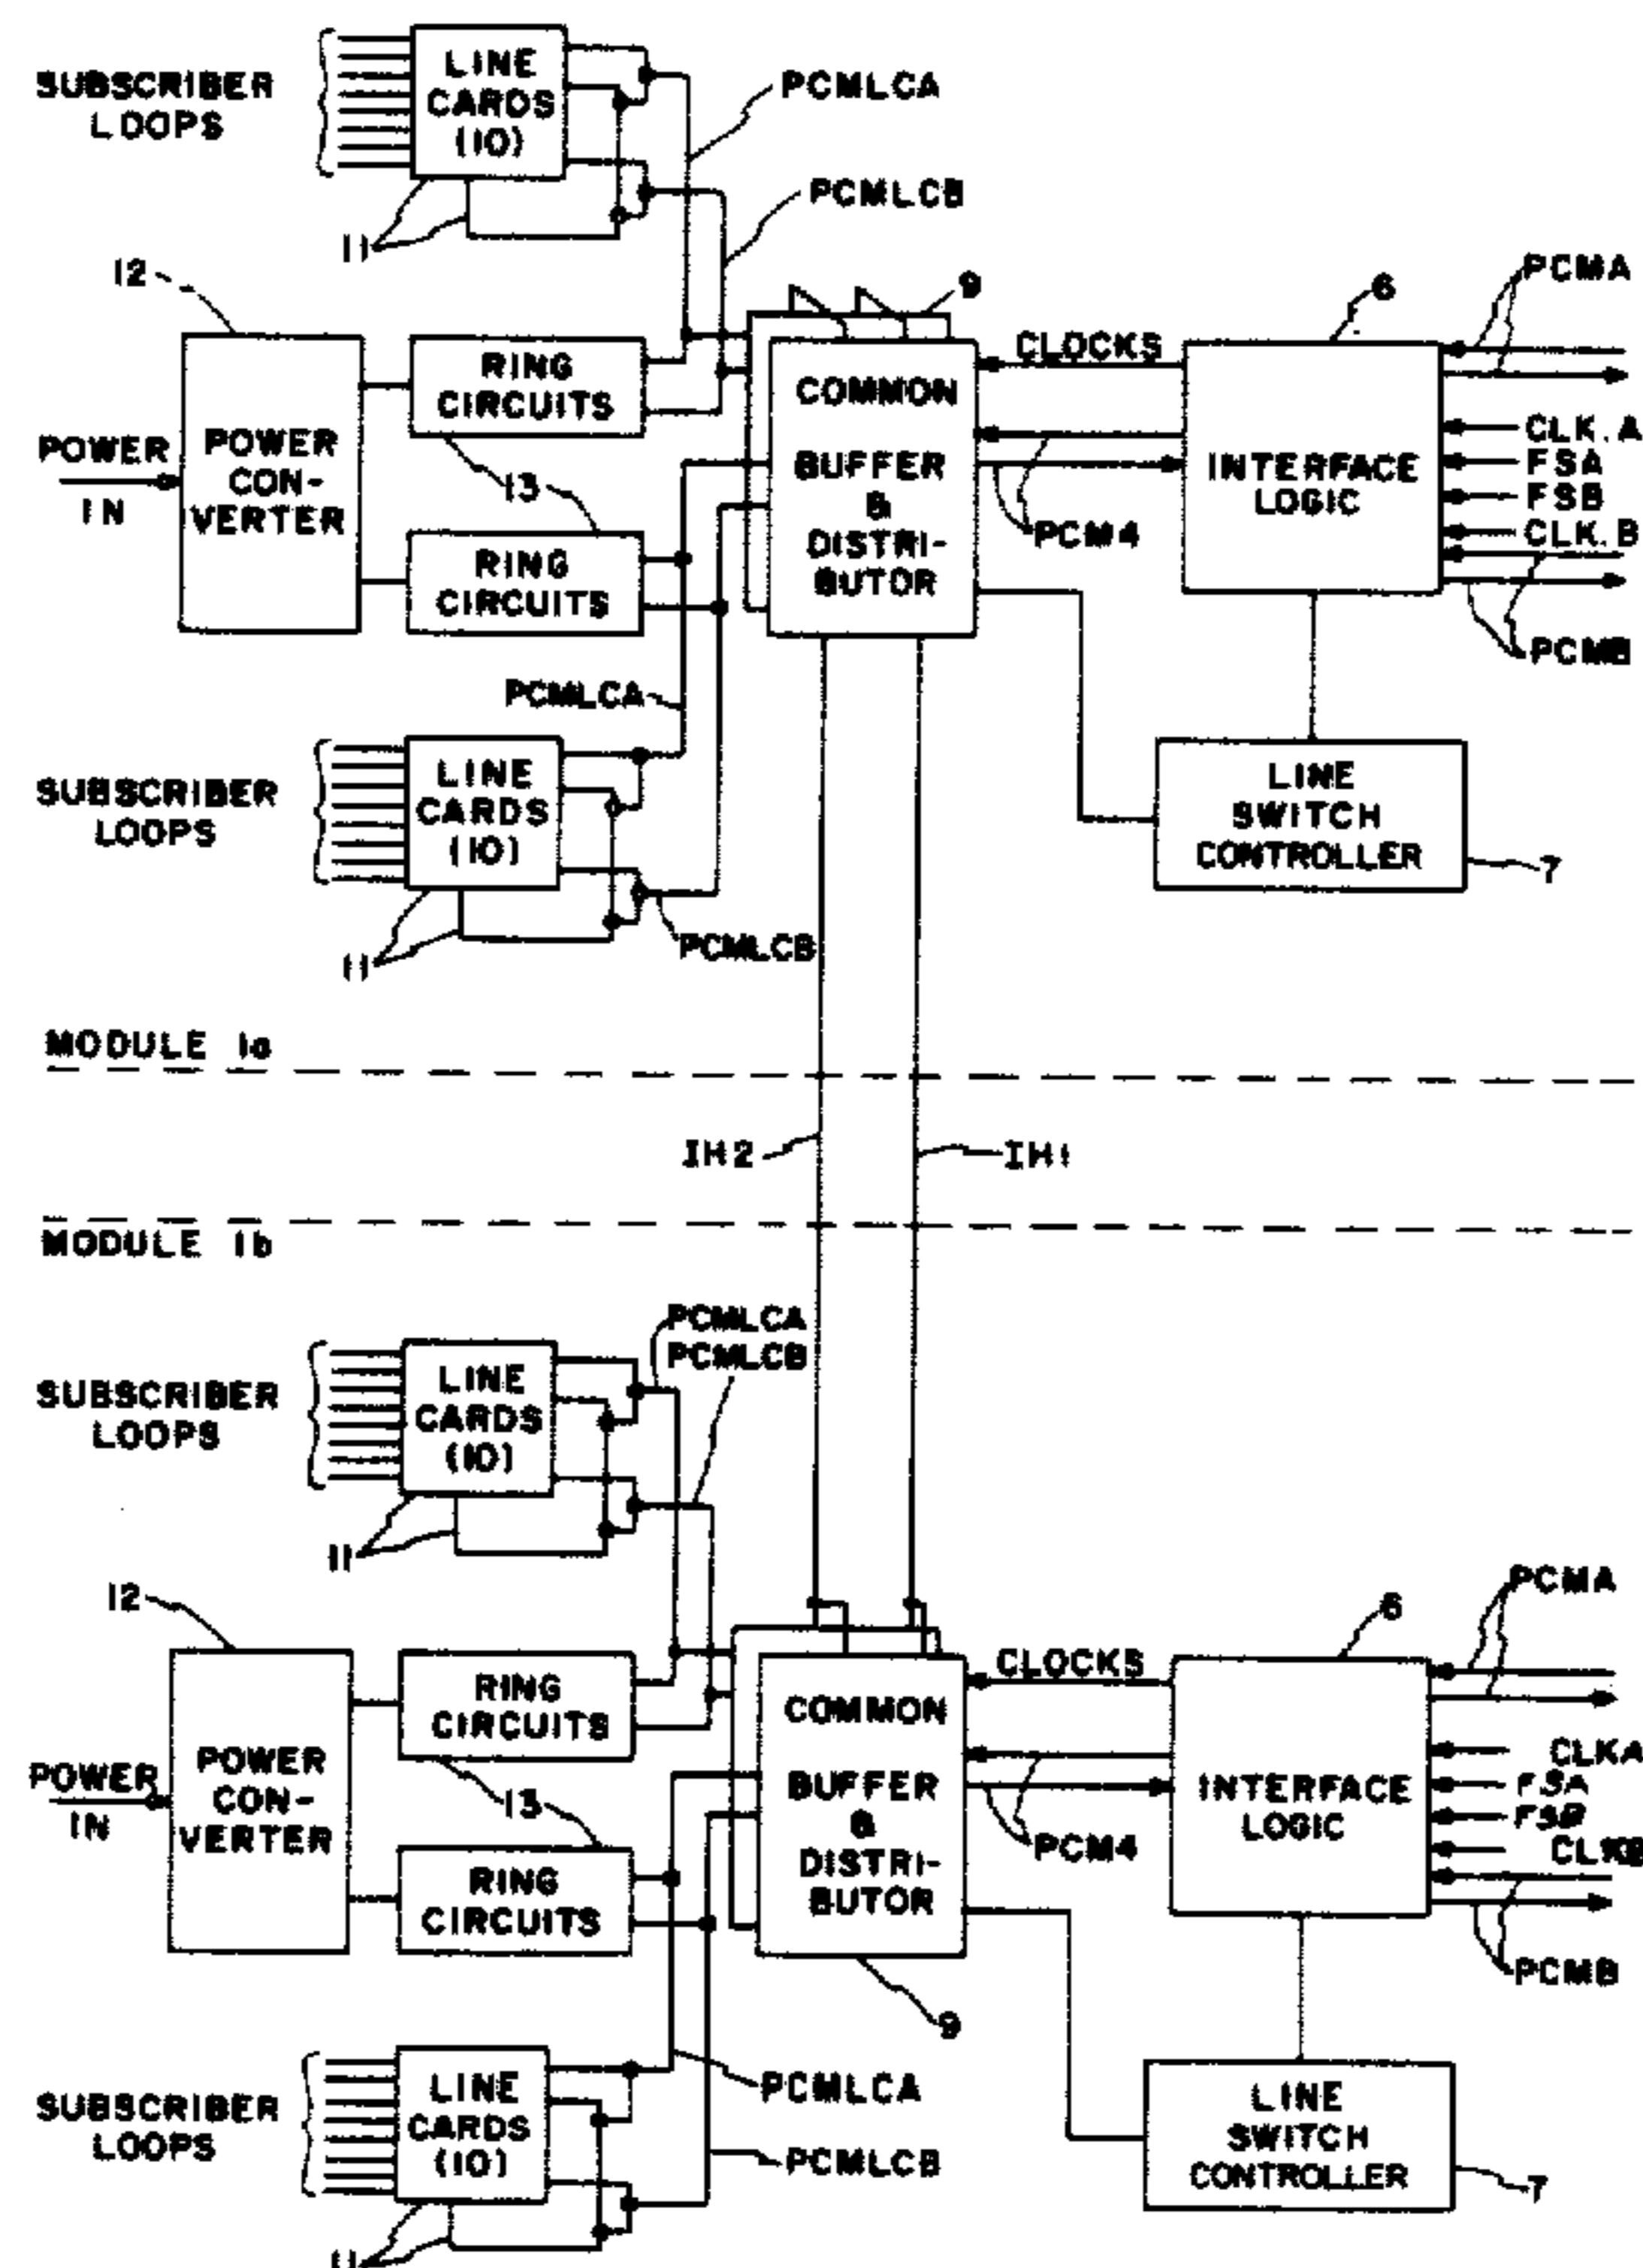 SUBSCRIBER
LOOPS
LINE
CARDS
(10)
PCMLCA
PCMLCB
11
12
9
6
PCMA
POWER
IN
POWER
CON-
VERTER
RING
CIRCUITS
13
RING
CIRCUITS
COMMON
BUFFER
&
DISTRI-
BUTOR
CLOCKS
PCM4
INTERFACE
LOGIC
CLK.A
FSA
FSB
CLK.B
PCMB
PCMLCA
SUBSCRIBER
LOOPS
LINE
CARDS
(10)
11
PCMLCB
LINE
SWITCH
CONTROLLER
7
MODULE 1a
IH2
IH1
MODULE 1b
PCMLCA
PCMLCB
SUBSCRIBER
LOOPS
LINE
CARDS
(10)
11
12
6
PCMA
POWER
IN
POWER
CON-
VERTER
RING
CIRCUITS
13
RING
CIRCUITS
COMMON
BUFFER
&
DISTRI-
BUTOR
9
CLOCKS
PCM4
INTERFACE
LOGIC
CLKA
FSA
FSB
CLKB
PCMB
SUBSCRIBER
LOOPS
LINE
CARDS
(10)
11
PCMLCA
PCMLCB
LINE
SWITCH
CONTROLLER
7